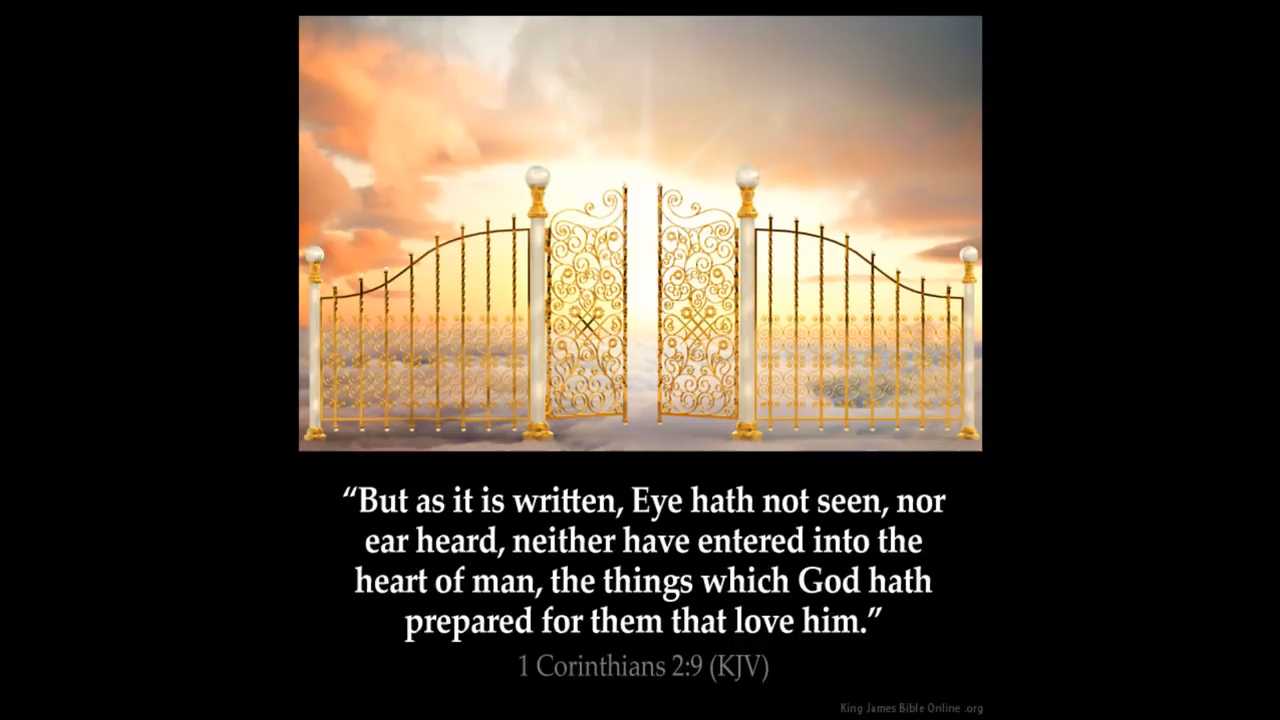 “But as it is written, Eye hath not seen, nor
ear heard, neither have entered into the
heart of man, the things which God hath
prepared for them that love him.”
1 Corinthians 2:9 (KJV)
King James Bible Online .org